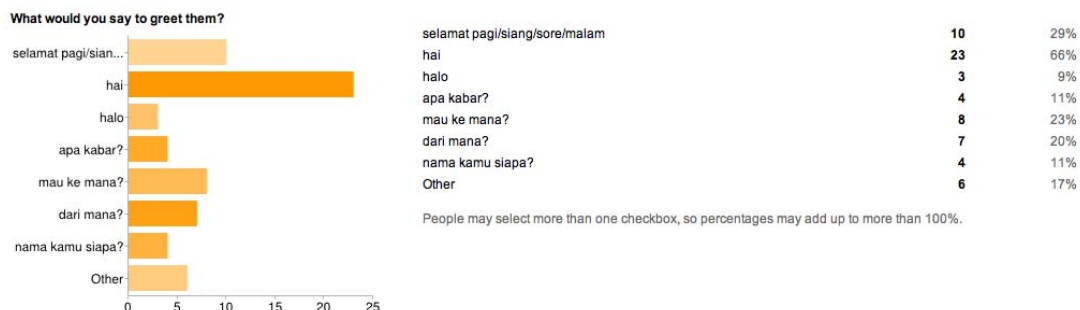 What would you say to greet them?
selamat pagi/sian...
hai
halo
apa kabar?
mau ke mana?
dari mana?
nama kamu siapa?
Other
0 5 10 15 20 25
selamat pagi/siang/sore/malam 10 29%
hai 23 66%
halo 3 9%
apa kabar? 4 11%
mau ke mana? 8 23%
dari mana? 7 20%
nama kamu siapa? 4 11%
Other 6 17%
People may select more than one checkbox, so percentages may add up to more than 100%.